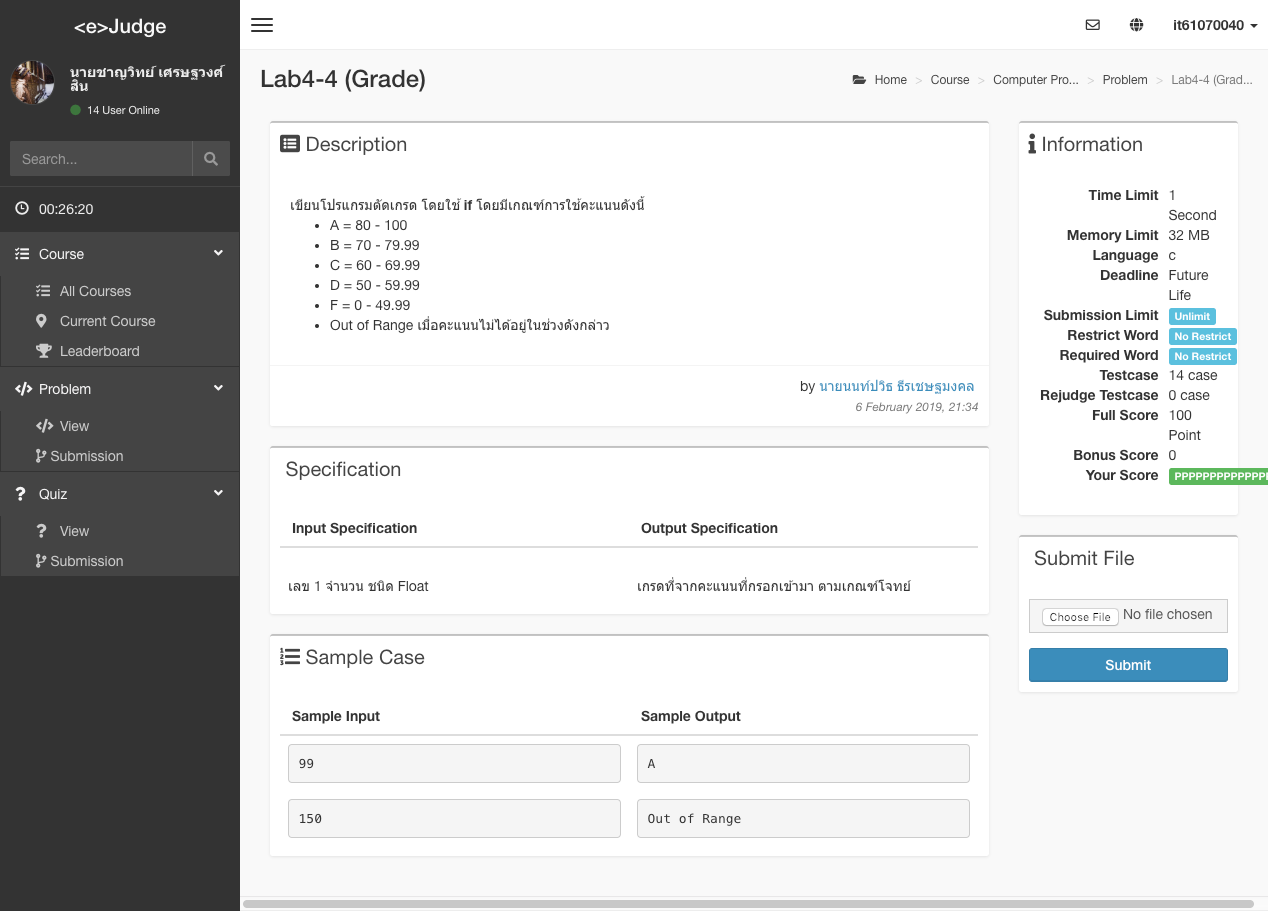 <e>Judge
it61070040
นายชาญวิทย์ เศรษฐวงศ์
สิน
14 User Online
Search...
00:26:20
Course
All Courses
Current Course
Leaderboard
Problem
View
Submission
Quiz
View
Submission
Lab4-4 (Grade)
Home > Course > Computer Pro... > Problem > Lab4-4 (Grad...
Description
เขียนโปรแกรมตัดเกรด โดยใช้ if โดยมีเกณฑ์การใช้คะแนนดังนี้
• A = 80 - 100
• B = 70 - 79.99
• C = 60 - 69.99
• D = 50 - 59.99
• F = 0 - 49.99
• Out of Range เมื่อคะแนนไม่ได้อยู่ในช่วงดังกล่าว
by นายนนท์ปวิธ ธีรเชษฐมงคล
6 February 2019, 21:34
Specification
Input Specification Output Specification
เลข 1 จำนวน ชนิด Float เกรดที่จากคะแนนที่กรอกเข้ามา ตามเกณฑ์โจทย์
Sample Case
Sample Input Sample Output
99 A
150 Out of Range
Information
Time Limit 1
Second
Memory Limit 32 MB
Language c
Deadline Future
Life
Submission Limit Unlimit
Restrict Word No Restrict
Required Word No Restrict
Testcase 14 case
Rejudge Testcase 0 case
Full Score 100
Point
Bonus Score 0
Your Score PPPPPPPPPPPPP
Submit File
Choose File No file chosen
Submit